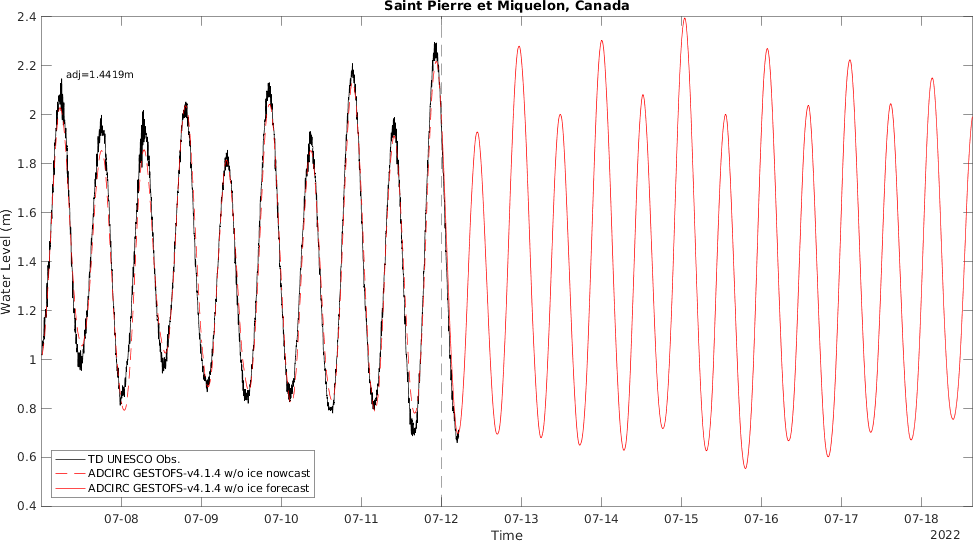 Saint Pierre et Miquelon, Canada
2.4
2.2
2
1.8
1.6
1.4
1.2
1
0.8
0.6
0.4
Water Level (m)
adj=1.4419m
TD UNESCO Obs.
ADCIRC GESTOFS-v4.1.4 w/o ice nowcast
ADCIRC GESTOFS-v4.1.4 w/o ice forecast
07-08 07-09 07-10 07-11 07-12 07-13 07-14 07-15 07-16 07-17 07-18
2022
Time